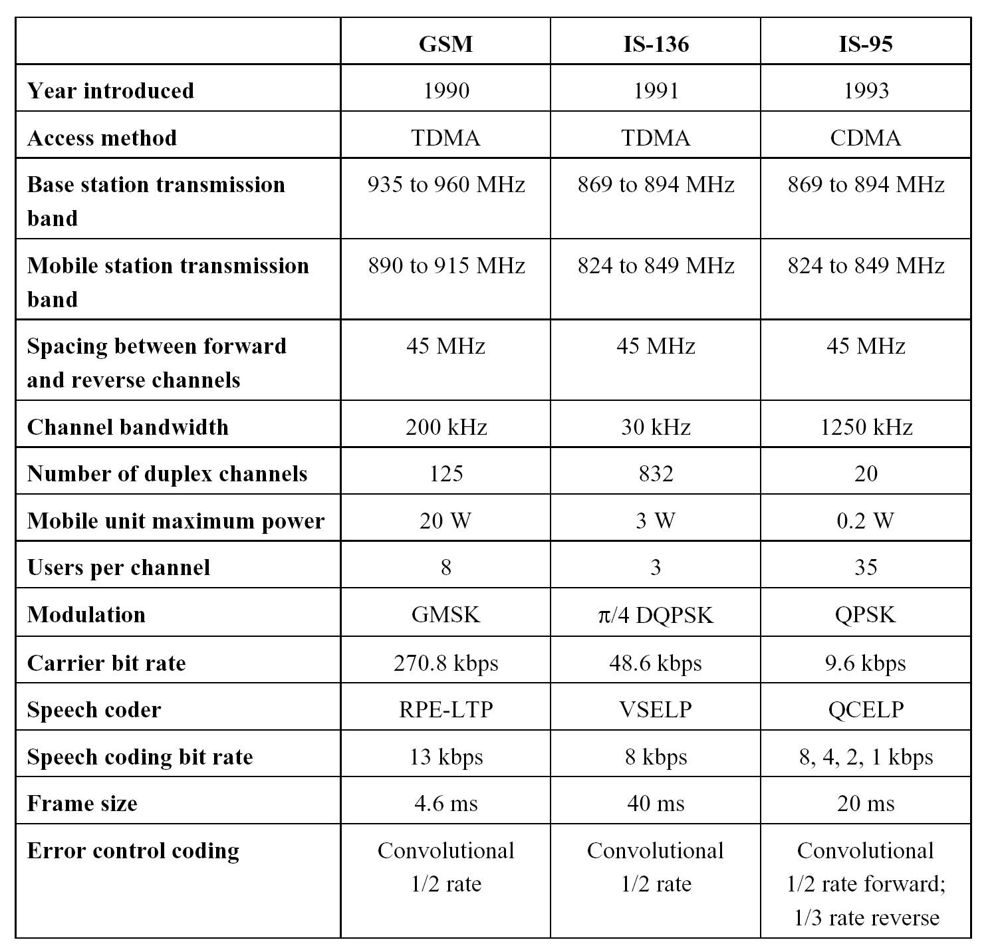 GSM IS-136 IS-95
Year introduced 1990 1991 1993
Access method TDMA TDMA CDMA
Base station transmission 935 to 960 MHz 869 to 894 MHz 869 to 894 MHz
band
Mobile station transmission 890 to 915 MHz 824 to 849 MHz 824 to 849 MHz
band
Spacing between forward 45 MHz 45 MHz 45 MHz
and reverse channels
Channel bandwidth 200 kHz 30 kHz 1250 kHz
Number of duplex channels 125 832 20
Mobile unit maximum power 20 W 3 W 0.2 W
Users per channel 8 3 35
Modulation GMSK π/4 DQPSK QPSK
Carrier bit rate 270.8 kbps 48.6 kbps 9.6 kbps
Speech coder RPE-LTP VSELP QCELP
Speech coding bit rate 13 kbps 8 kbps 8, 4, 2, 1 kbps
Frame size 4.6 ms 40 ms 20 ms
Error control coding Convolutional Convolutional Convolutional
1/2 rate 1/2 rate 1/2 rate forward;
1/3 rate reverse